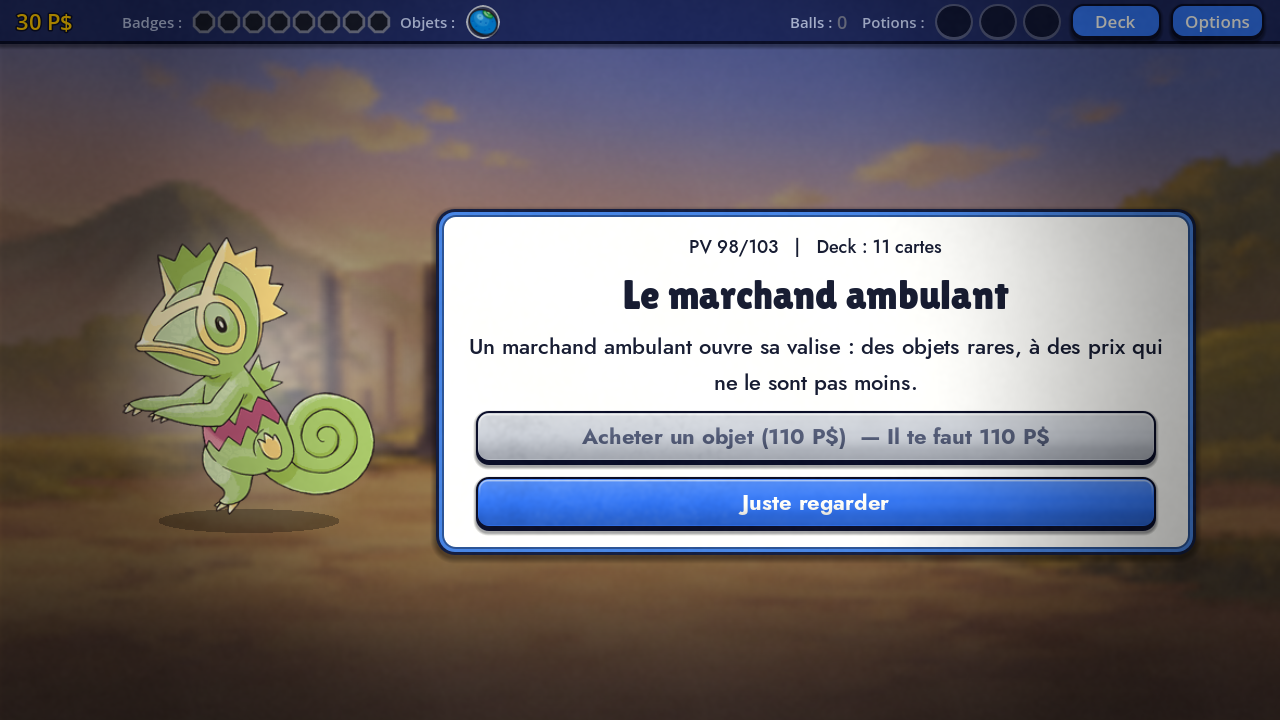 30 P$ Badges : Objets : Balls : 0 Potions : Deck Options
PV 98/103 | Deck : 11 cartes
Le marchand ambulant
Un marchand ambulant ouvre sa valise : des objets rares, à des prix qui
ne le sont pas moins.
Acheter un objet (110 P$) — Il te faut 110 P$
Juste regarder